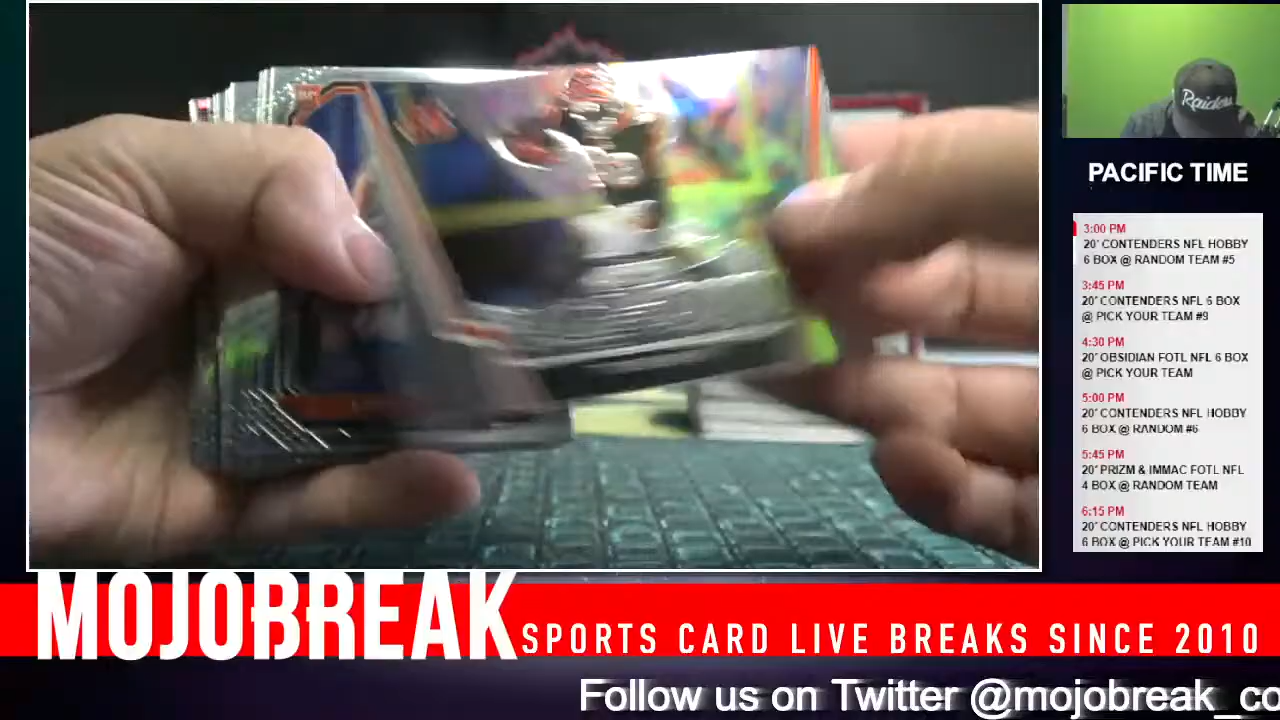 Raiders
PACIFIC TIME
3:00 PM
20' CONTENDERS NFL HOBBY
6 BOX @ RANDOM TEAM #5
3:45 PM
20' CONTENDERS NFL 6 BOX
@ PICK YOUR TEAM #9
4:30 PM
20' OBSIDIAN FOTL NFL 6 BOX
@ PICK YOUR TEAM
5:00 PM
20' CONTENDERS NFL HOBBY
6 BOX @ RANDOM #6
5:45 PM
20' PRIZM & IMMAC FOTL NFL
4 BOX @ RANDOM TEAM
6:15 PM
20' CONTENDERS NFL HOBBY
6 BOX @ PICK YOUR TEAM #10
MOJOBREAK
SPORTS CARD LIVE BREAKS SINCE 2010
Follow us on Twitter @mojobreak_co